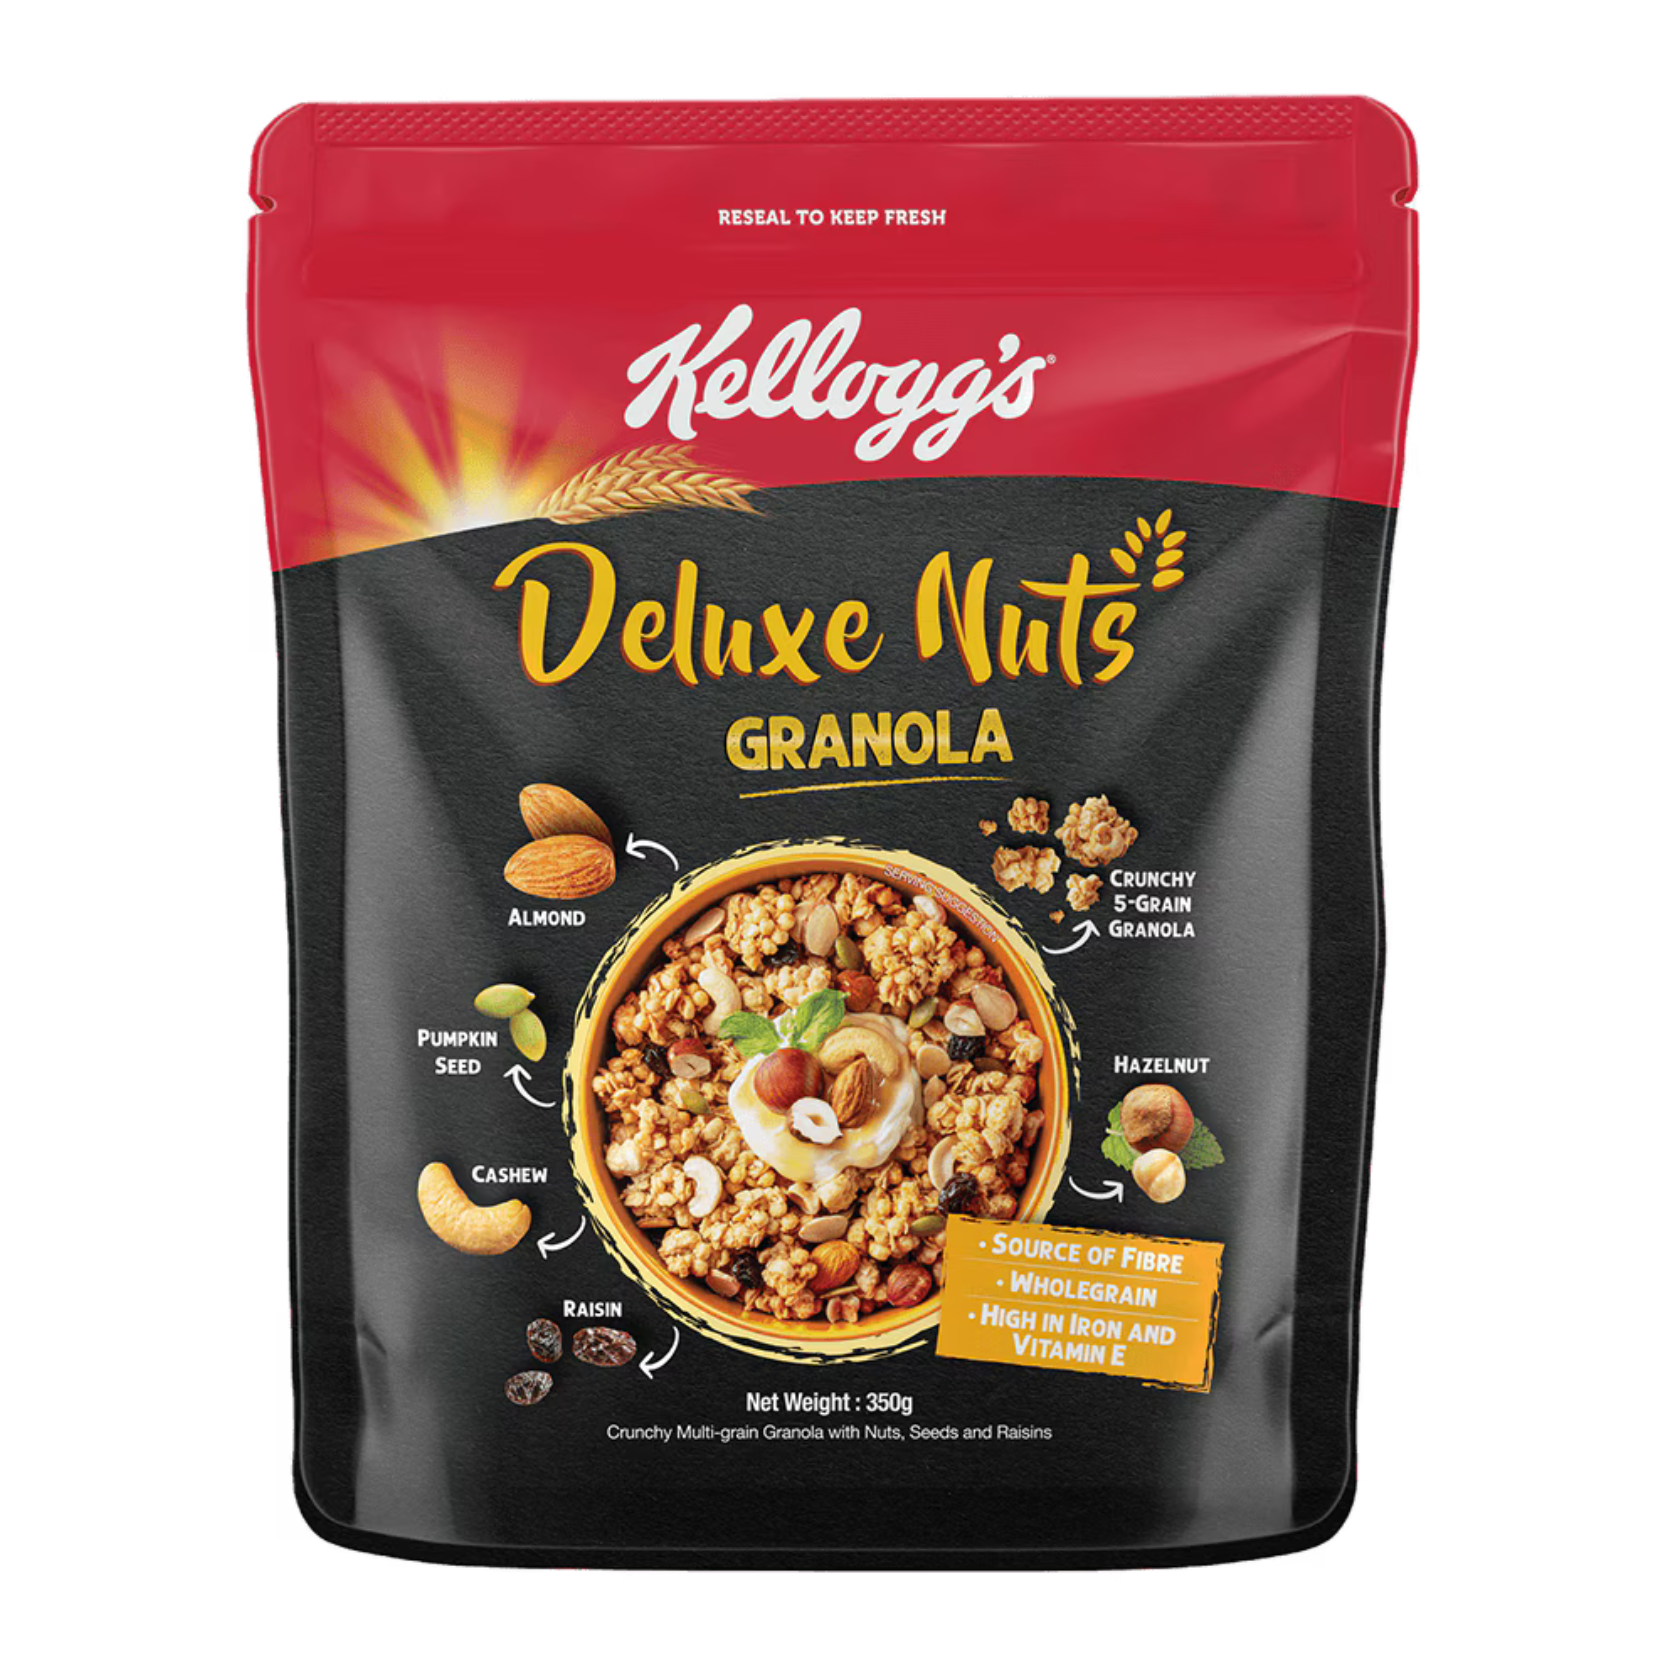 RESEAL TO KEEP FRESH
Kellogg's®
Deluxe Nuts
GRANOLA
ALMOND
CRUNCHY
5-GRAIN
GRANOLA
SERVING SUGGESTION
PUMPKIN
SEED
HAZELNUT
CASHEW
RAISIN
• SOURCE OF FIBRE
• WHOLEGRAIN
• HIGH IN IRON AND
VITAMIN E
Net Weight : 350g
Crunchy Multi-grain Granola with Nuts, Seeds and Raisins